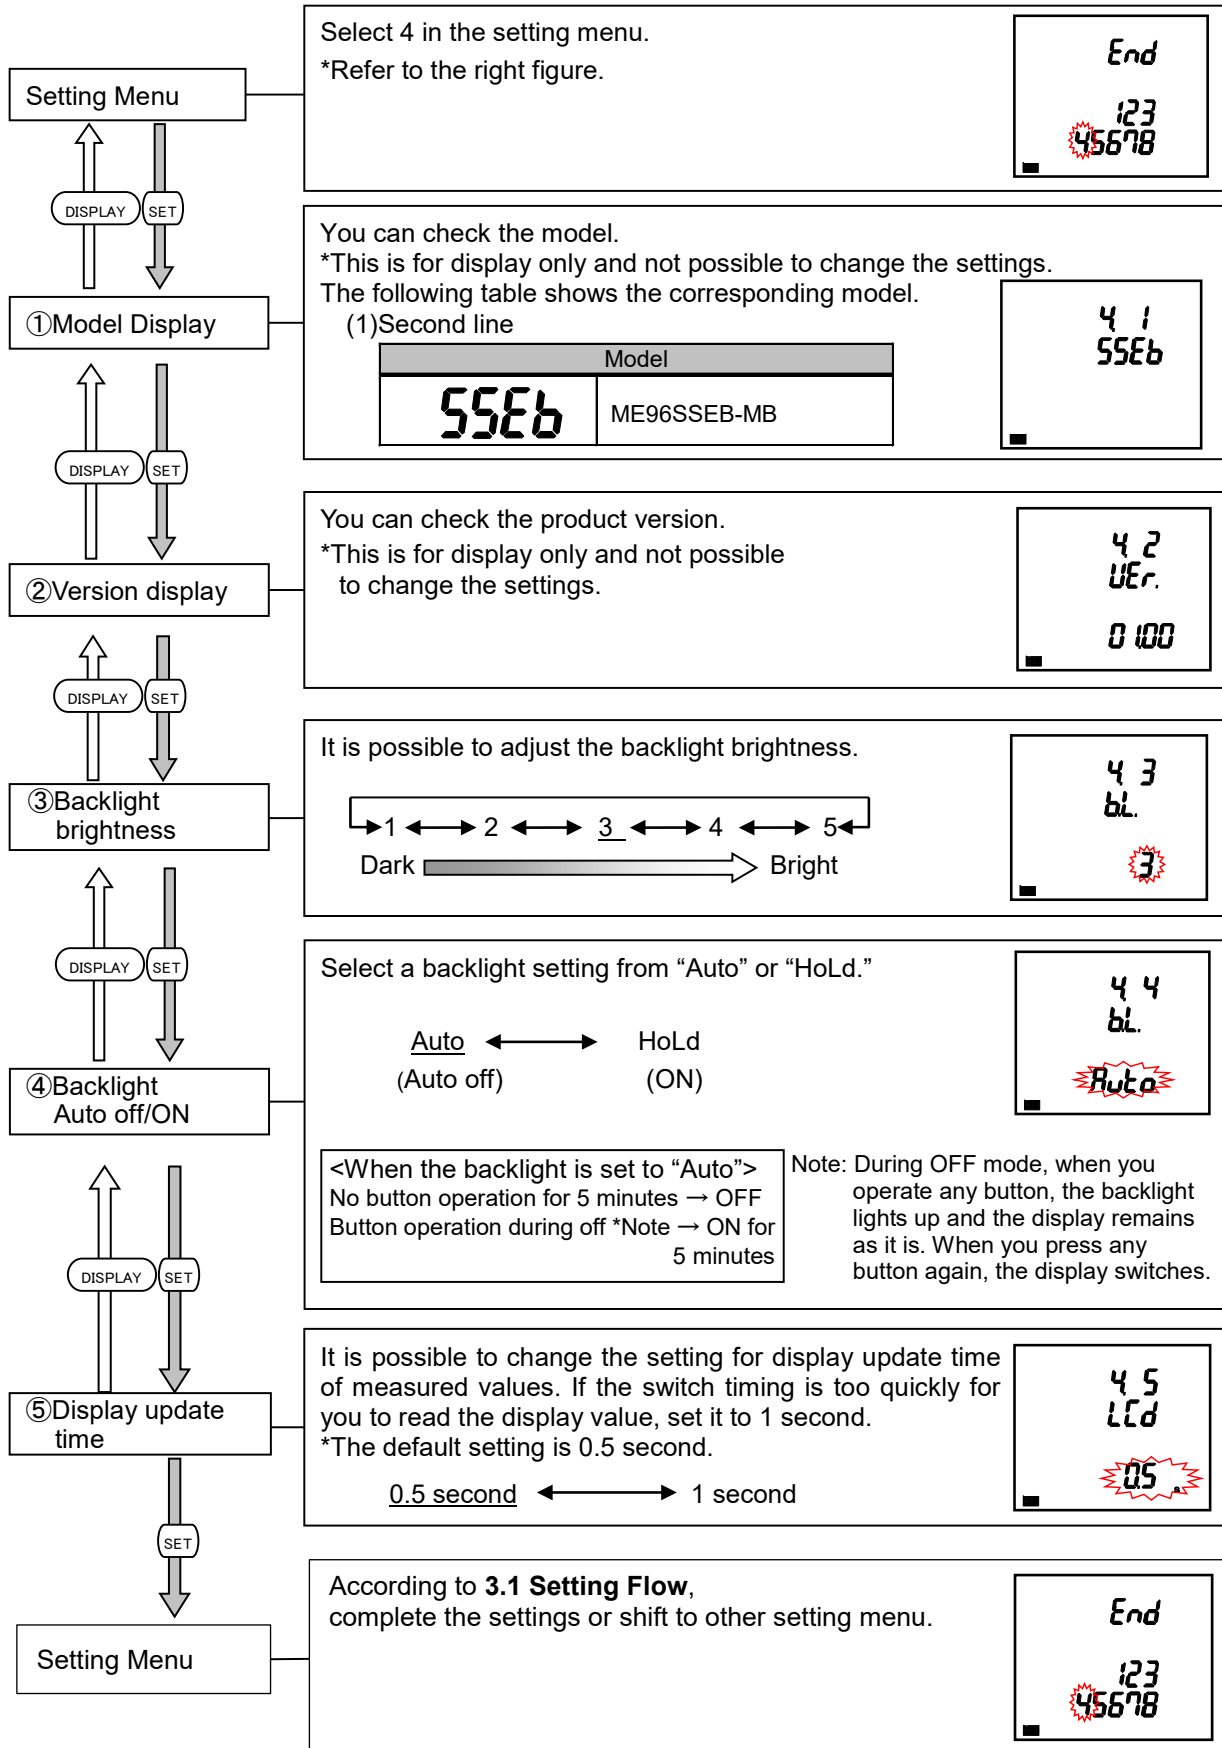 Setting Menu
Select 4 in the setting menu.
*Refer to the right figure.
End
123
45678
DISPLAY SET
①Model Display
You can check the model.
*This is for display only and not possible to change the settings.
The following table shows the corresponding model.
(1)Second line
Model
SSEb ME96SSEB-MB
4. 1
SSEb
DISPLAY SET
②Version display
You can check the product version.
*This is for display only and not possible
to change the settings.
4. 2
VEr.
01.00
DISPLAY SET
③Backlight
brightness
It is possible to adjust the backlight brightness.
1 2 3 4 5
Dark Bright
4. 3
b.L.
3
DISPLAY SET
④Backlight
Auto off/ON
Select a backlight setting from “Auto” or “HoLd.”
Auto HoLd
(Auto off) (ON)
4. 4
b.L.
Auto
<When the backlight is set to “Auto”>
No button operation for 5 minutes → OFF
Button operation during off *Note → ON for
5 minutes
Note: During OFF mode, when you
operate any button, the backlight
lights up and the display remains
as it is. When you press any
button again, the display switches.
DISPLAY SET
⑤Display update
time
It is possible to change the setting for display update time
of measured values. If the switch timing is too quickly for
you to read the display value, set it to 1 second.
*The default setting is 0.5 second.
0.5 second 1 second
4. 5
LCd
0.5 s
SET
Setting Menu
According to 3.1 Setting Flow,
complete the settings or shift to other setting menu.
End
123
45678